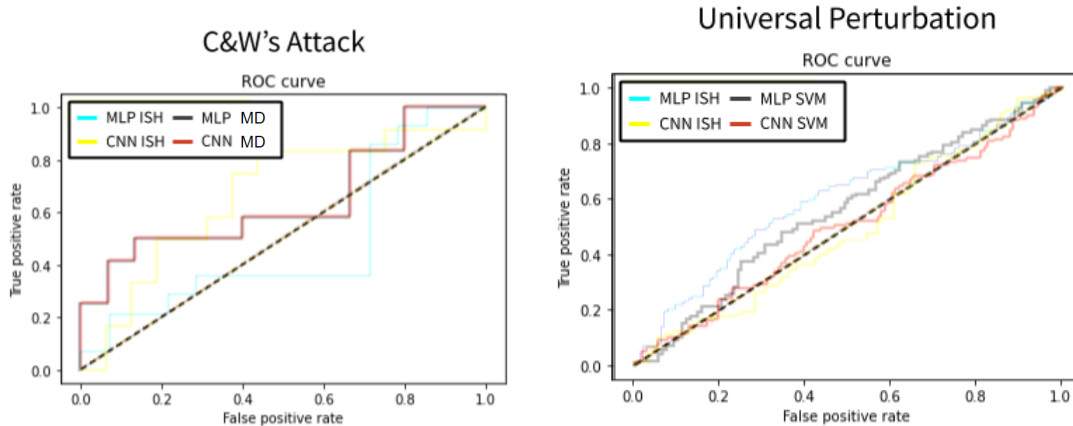 C&W's Attack
ROC curve
MLP ISH MLP MD
CNN ISH CNN MD
1.0
0.8
0.6
0.4
0.2
0.0
True positive rate
0.0 0.2 0.4 0.6 0.8 1.0
False positive rate
Universal Perturbation
ROC curve
MLP ISH MLP SVM
CNN ISH CNN SVM
1.0
0.8
0.6
0.4
0.2
0.0
True positive rate
0.0 0.2 0.4 0.6 0.8 1.0
False positive rate